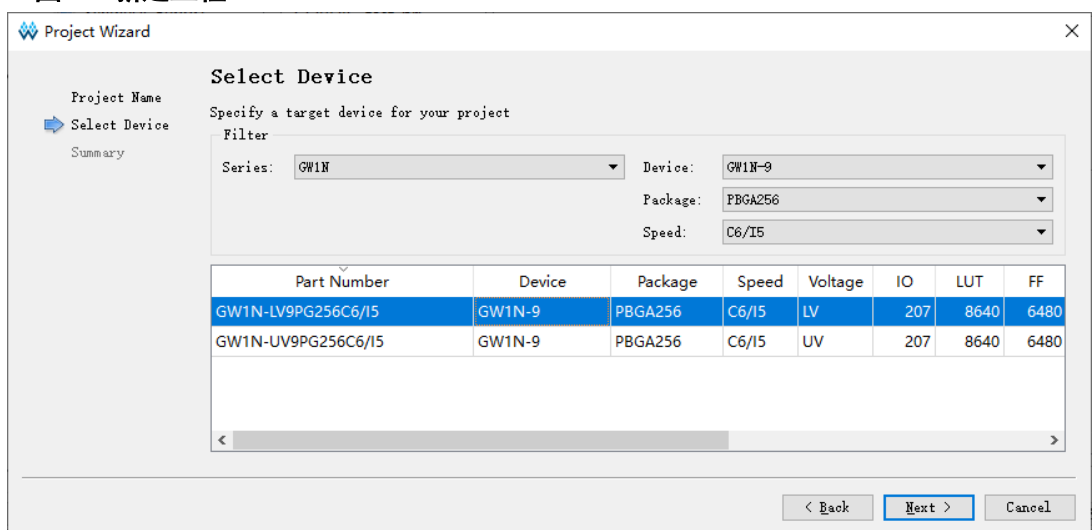 Project Wizard
Select Device
Project Name
Specify a target device for your project
Select Device
Filter
Summary
Series: GW1N Device: GW1N-9
Package: PBGA256
Speed: C6/I5
Part Number Device Package Speed Voltage IO LUT FF
GW1N-LV9PG256C6/I5 GW1N-9 PBGA256 C6/I5 LV 207 8640 6480
GW1N-UV9PG256C6/I5 GW1N-9 PBGA256 C6/I5 UV 207 8640 6480
< Back Next > Cancel